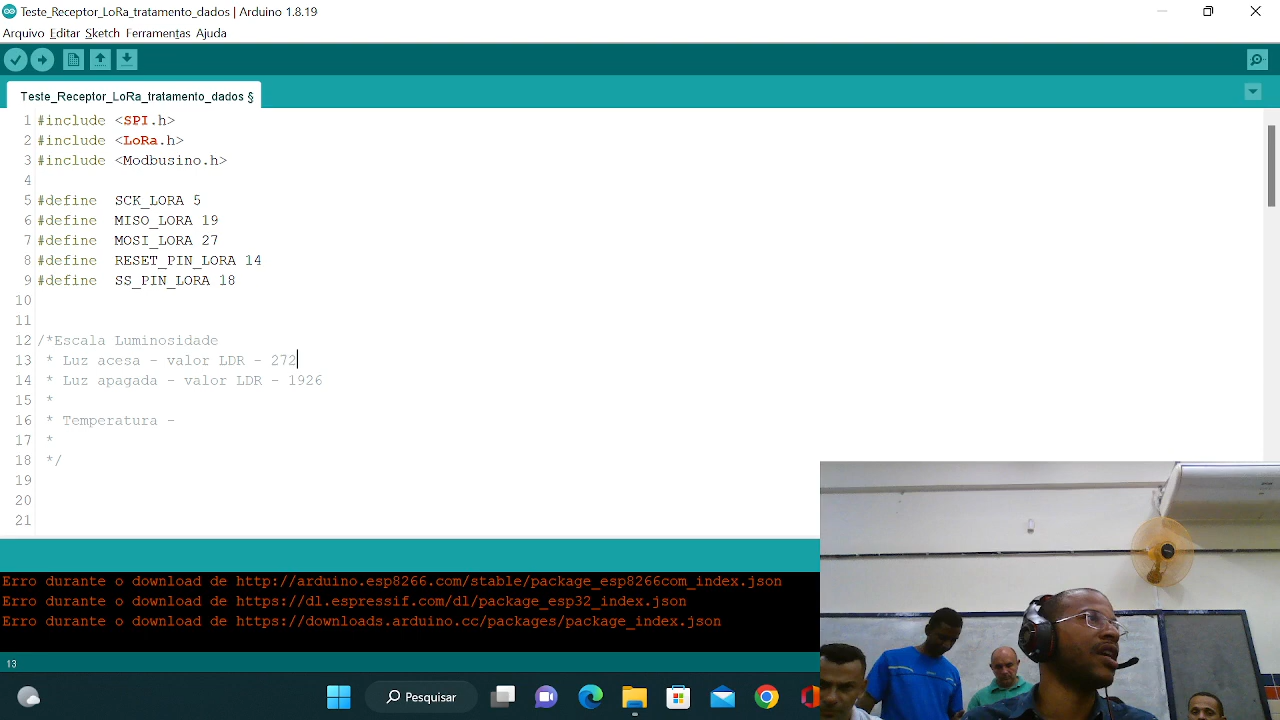 Teste_Receptor_LoRa_tratamento_dados | Arduino 1.8.19
Arquivo Editar Sketch Ferramentas Ajuda
Teste_Receptor_LoRa_tratamento_dados §
1 #include <SPI.h>
2 #include <LoRa.h>
3 #include <Modbusino.h>
4
5 #define SCK_LORA 5
6 #define MISO_LORA 19
7 #define MOSI_LORA 27
8 #define RESET_PIN_LORA 14
9 #define SS_PIN_LORA 18
10
11
12 /*Escala Luminosidade
13 * Luz acesa - valor LDR - 272
14 * Luz apagada - valor LDR - 1926
15 *
16 * Temperatura -
17 *
18 */
19
20
21
Erro durante o download de http://arduino.esp8266.com/stable/package_esp8266com_index.json
Erro durante o download de https://dl.espressif.com/dl/package_esp32_index.json
Erro durante o download de https://downloads.arduino.cc/packages/package_index.json
13
Pesquisar